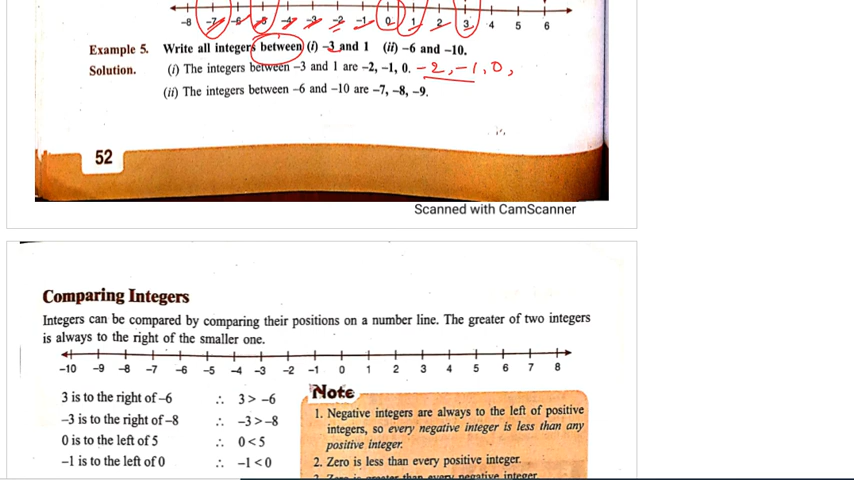 -8 -7 -6 -5 -4 -3 -2 -1 0 1 2 3 4 5 6
Example 5. Write all integers between (i) -3 and 1 (ii) -6 and -10.
Solution. (i) The integers between -3 and 1 are -2, -1, 0. -2, -1, 0,
(ii) The integers between -6 and -10 are -7, -8, -9.
52
Scanned with CamScanner
Comparing Integers
Integers can be compared by comparing their positions on a number line. The greater of two integers
is always to the right of the smaller one.
-10 -9 -8 -7 -6 -5 -4 -3 -2 -1 0 1 2 3 4 5 6 7 8
3 is to the right of -6 ∴ 3 > -6
-3 is to the right of -8 ∴ -3 > -8
0 is to the left of 5 ∴ 0 < 5
-1 is to the left of 0 ∴ -1 < 0
Note
1. Negative integers are always to the left of positive
integers, so every negative integer is less than any
positive integer.
2. Zero is less than every positive integer.
3. Zero is greater than every negative integer.